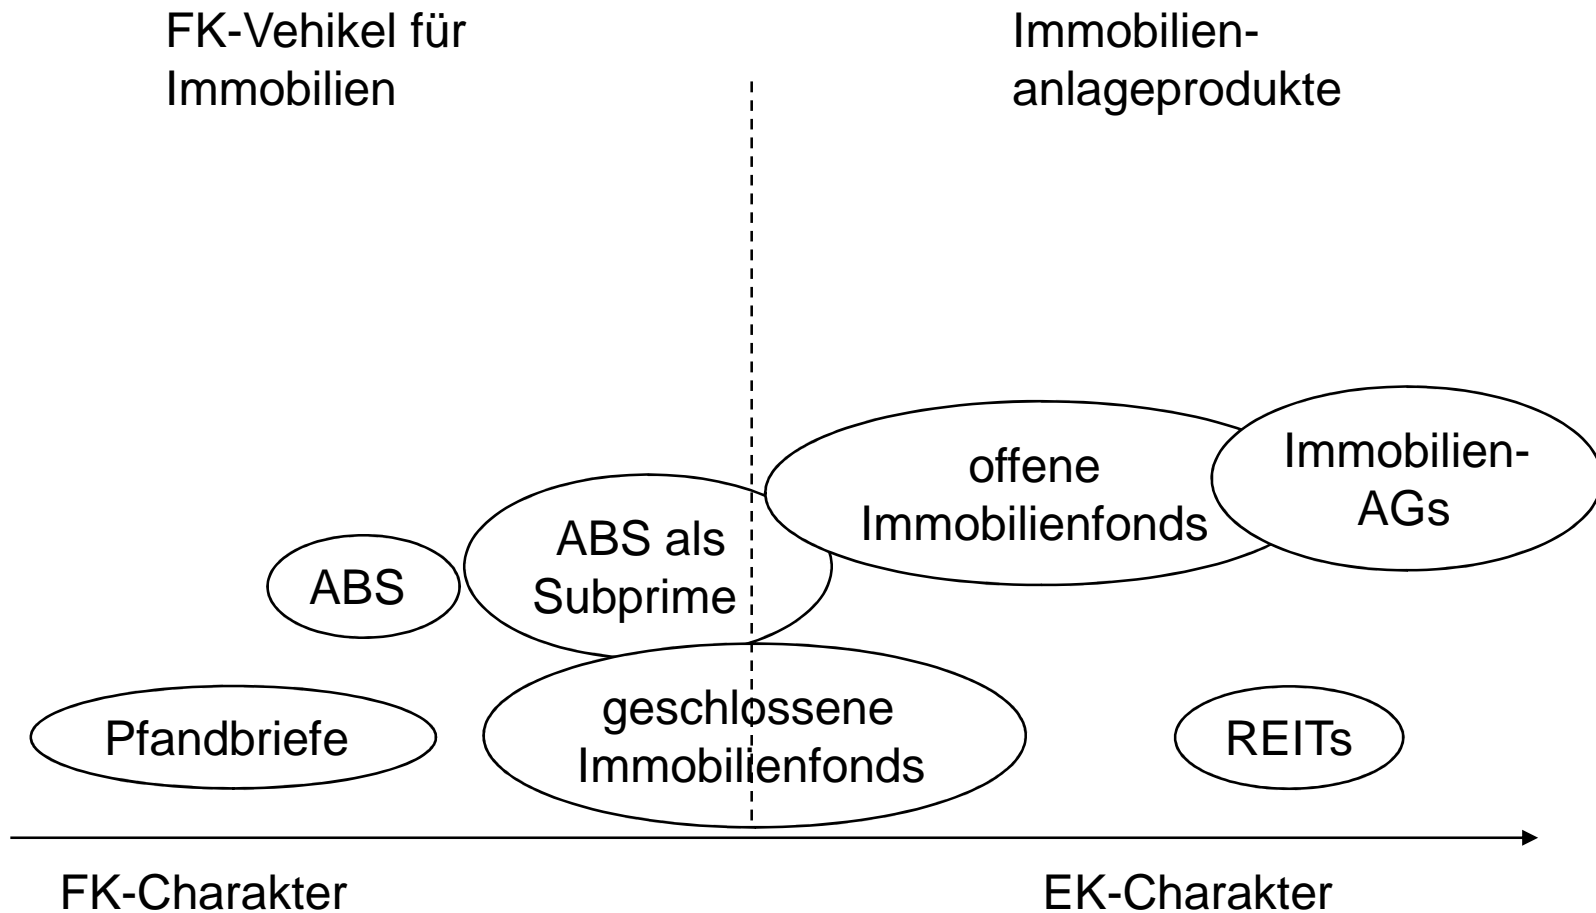 FK-Vehikel für
Immobilien
Immobilien-
anlageprodukte
offene
Immobilienfonds
Immobilien-
AGs
ABS als
Subprime
ABS
geschlossene
Immobilienfonds
Pfandbriefe
REITs
FK-Charakter
EK-Charakter